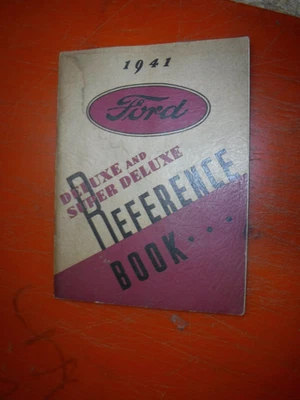 1941
Ford
DELUXE AND
SUPER DELUXE
REFERENCE
BOOK...